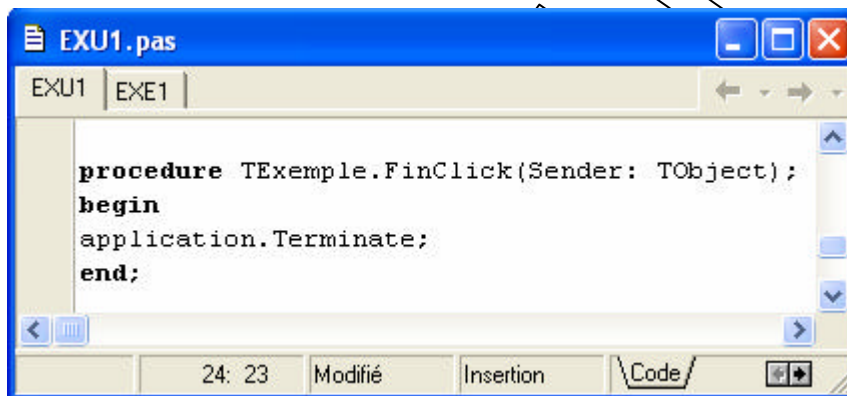 EXU1.pas
EXU1 EXE1
procedure TExemple.FinClick(Sender: TObject);
begin
application.Terminate;
end;
24: 23 Modifié Insertion \Code/